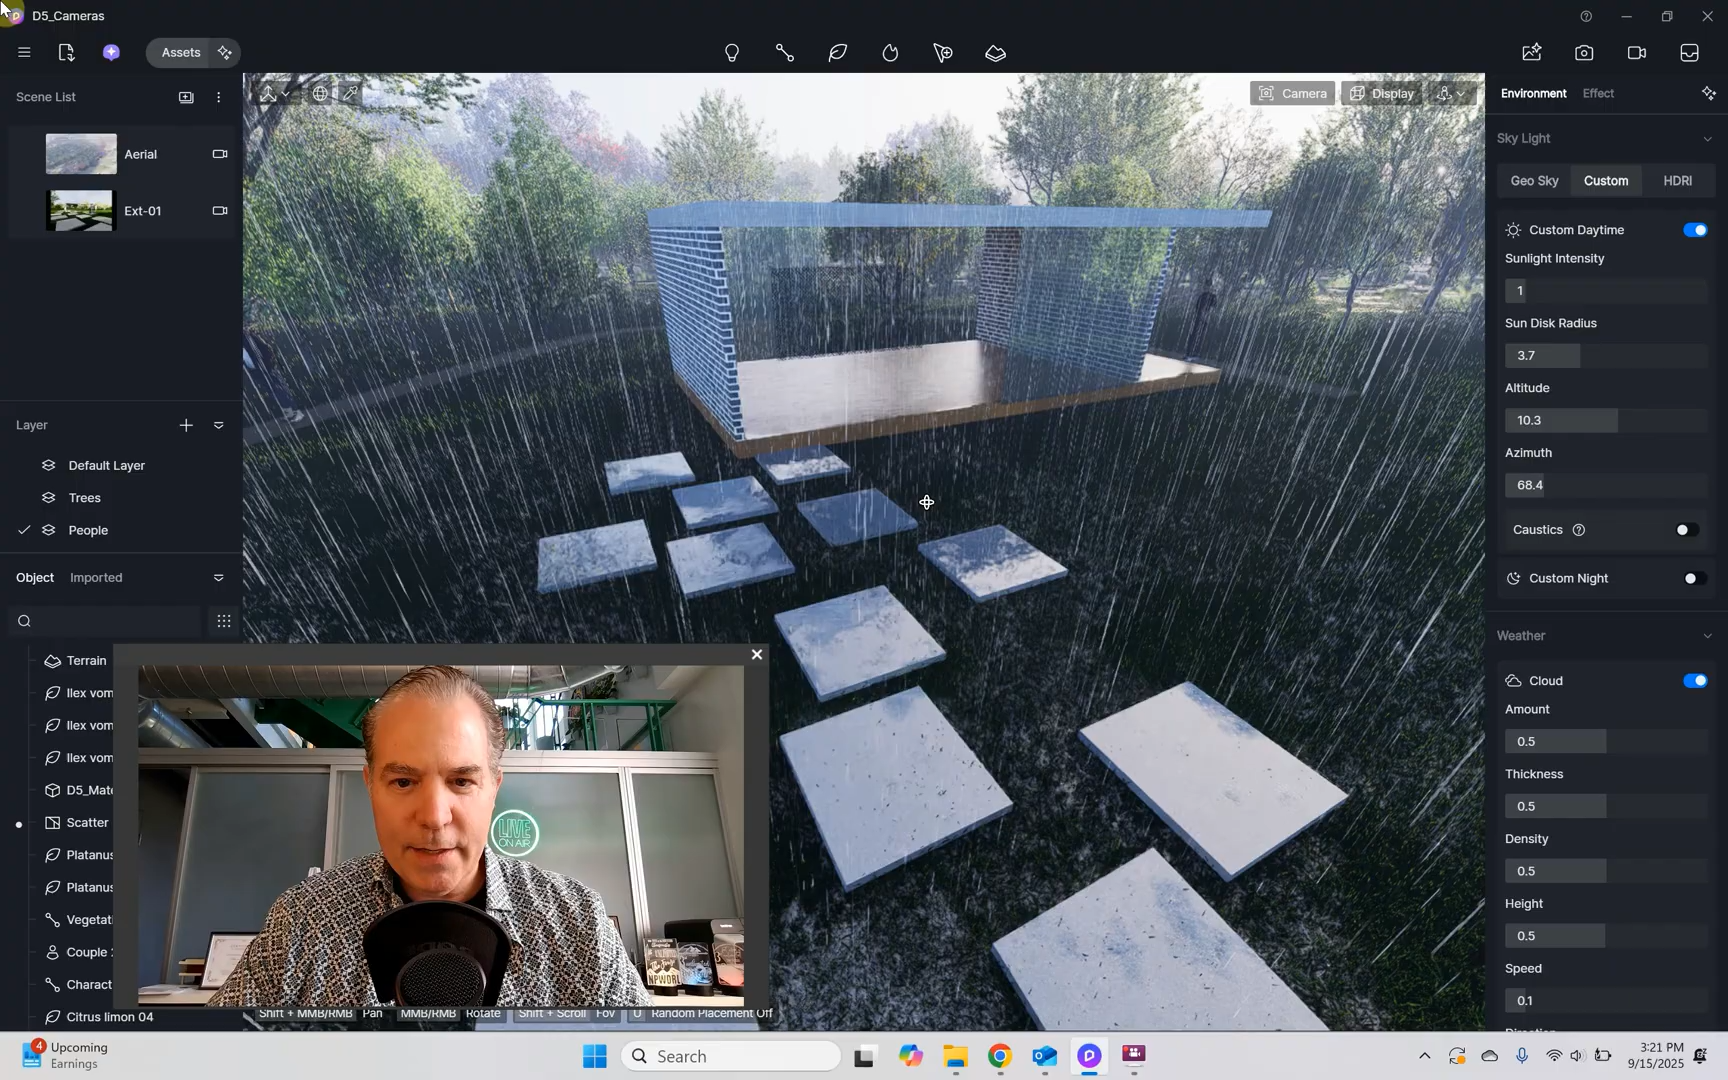 D5_Cameras
Assets
Scene List
Aerial
Ext-01
Layer
Default Layer
Trees
People
Object Imported
Terrain
Ilex vom
Ilex vom
Ilex vom
D5_Mate
Scatter
Platanus
Platanus
Vegetat
Couple
Charact
Citrus limon 04
Camera
Display
LIVE
ON AIR
Shift + MMB/RMB Pan MMB/RMB Rotate Shift + Scroll Fov U Random Placement Off
Environment Effect
Sky Light
Geo Sky Custom HDRI
Custom Daytime
Sunlight Intensity
1
Sun Disk Radius
3.7
Altitude
10.3
Azimuth
68.4
Caustics
Custom Night
Weather
Cloud
Amount
0.5
Thickness
0.5
Density
0.5
Height
0.5
Speed
0.1
4
Upcoming
Earnings
Search
3:21 PM
9/15/2025